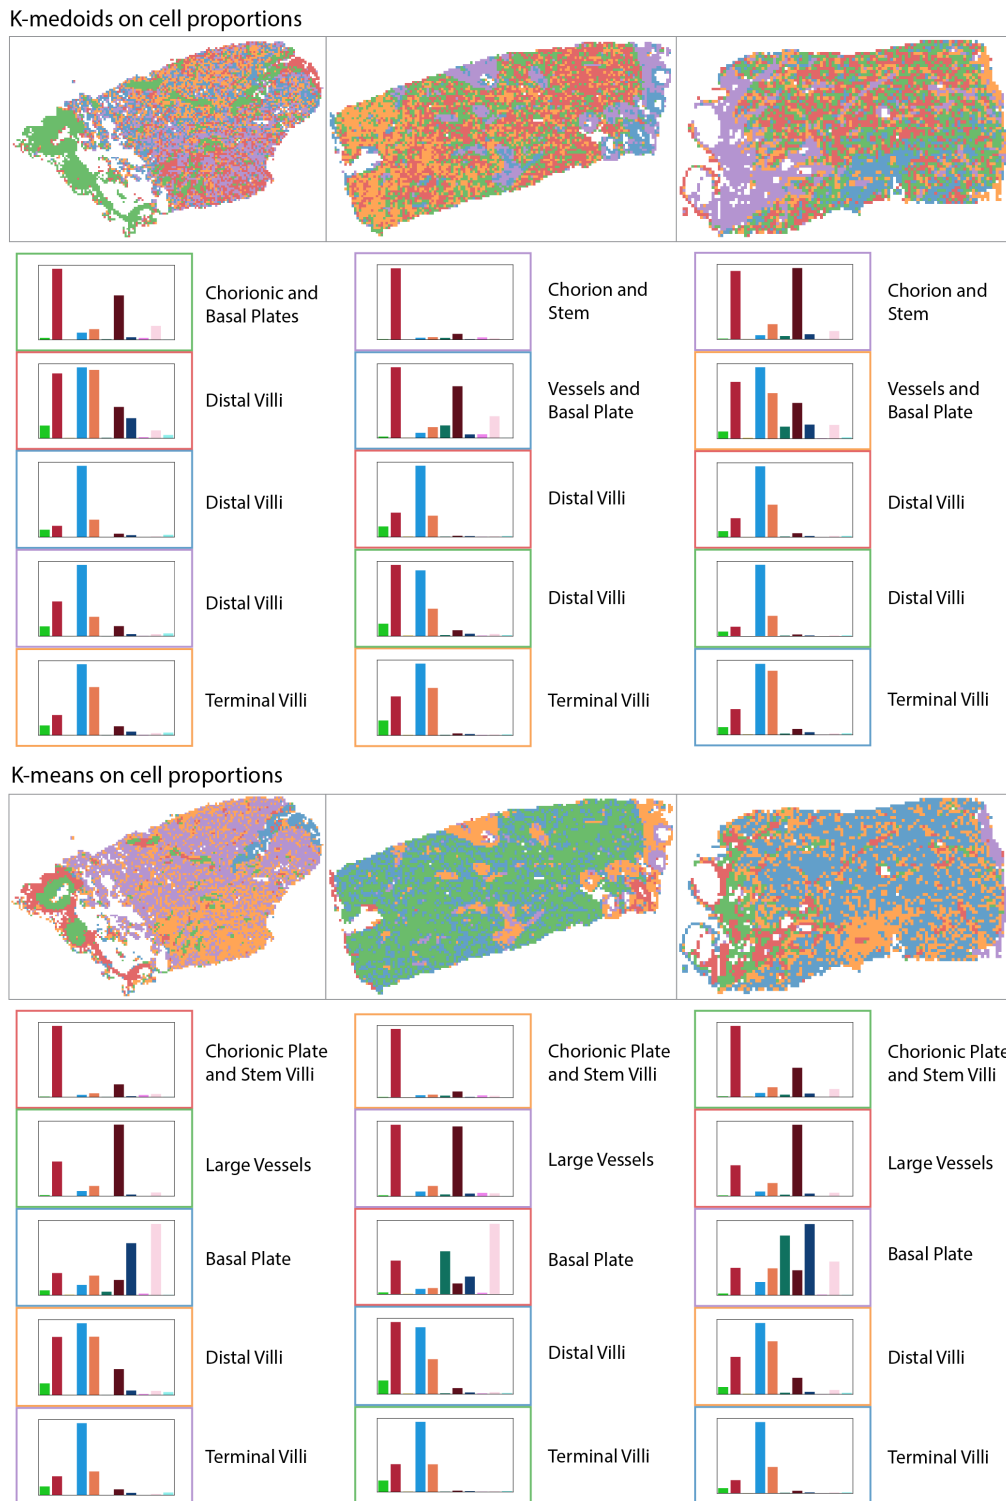 K-medoids on cell proportions
Chorionic and
Basal Plates
Chorion and
Stem
Chorion and
Stem
Distal Villi
Vessels and
Basal Plate
Vessels and
Basal Plate
Distal Villi
Distal Villi
Distal Villi
Distal Villi
Distal Villi
Distal Villi
Terminal Villi
Terminal Villi
Terminal Villi
K-means on cell proportions
Chorionic Plate
and Stem Villi
Chorionic Plate
and Stem Villi
Chorionic Plate
and Stem Villi
Large Vessels
Large Vessels
Large Vessels
Basal Plate
Basal Plate
Basal Plate
Distal Villi
Distal Villi
Distal Villi
Terminal Villi
Terminal Villi
Terminal Villi